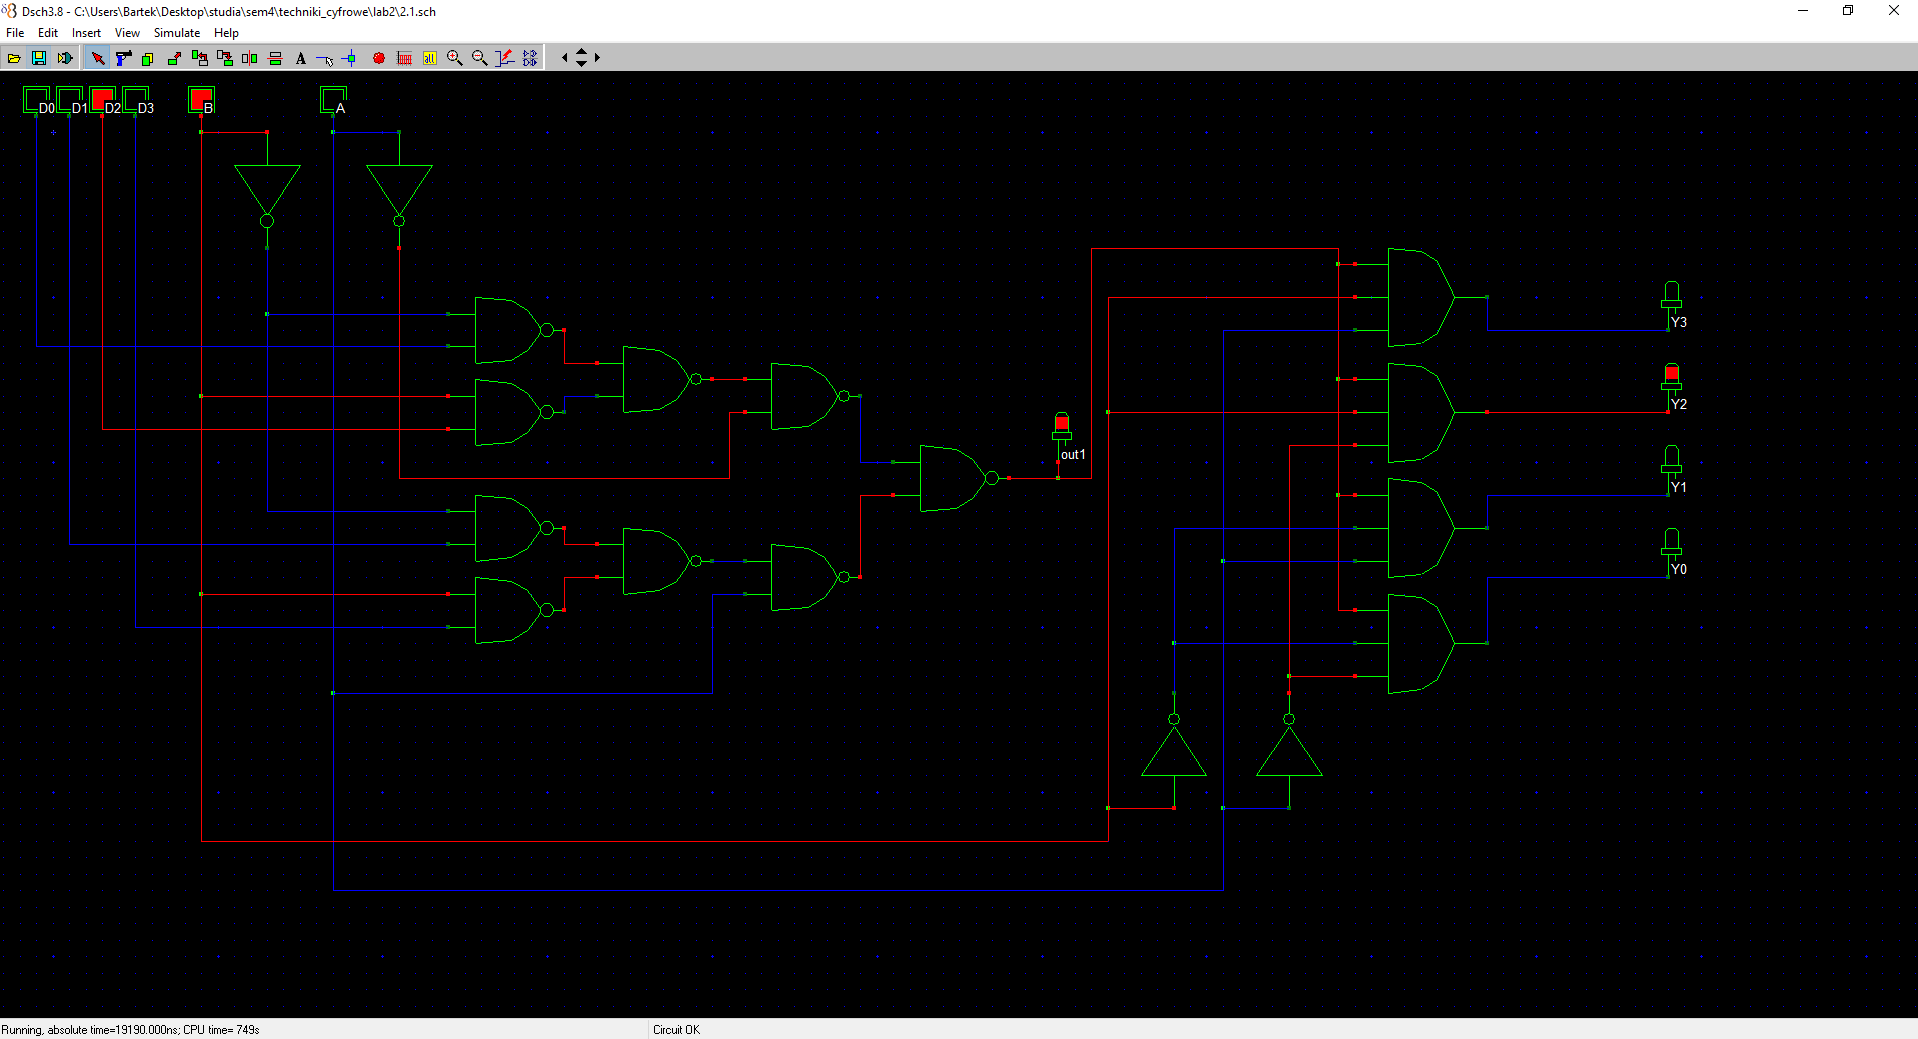 Dsch3.8 - C:\Users\Bartek\Desktop\studia\sem4\techniki_cyfrowe\lab2\2.1.sch
File Edit Insert View Simulate Help
A all
D0 D1 D2 D3 B A
Y3
Y2
out1
Y1
Y0
Running, absolute time=19190.000ns; CPU time= 749s Circuit OK